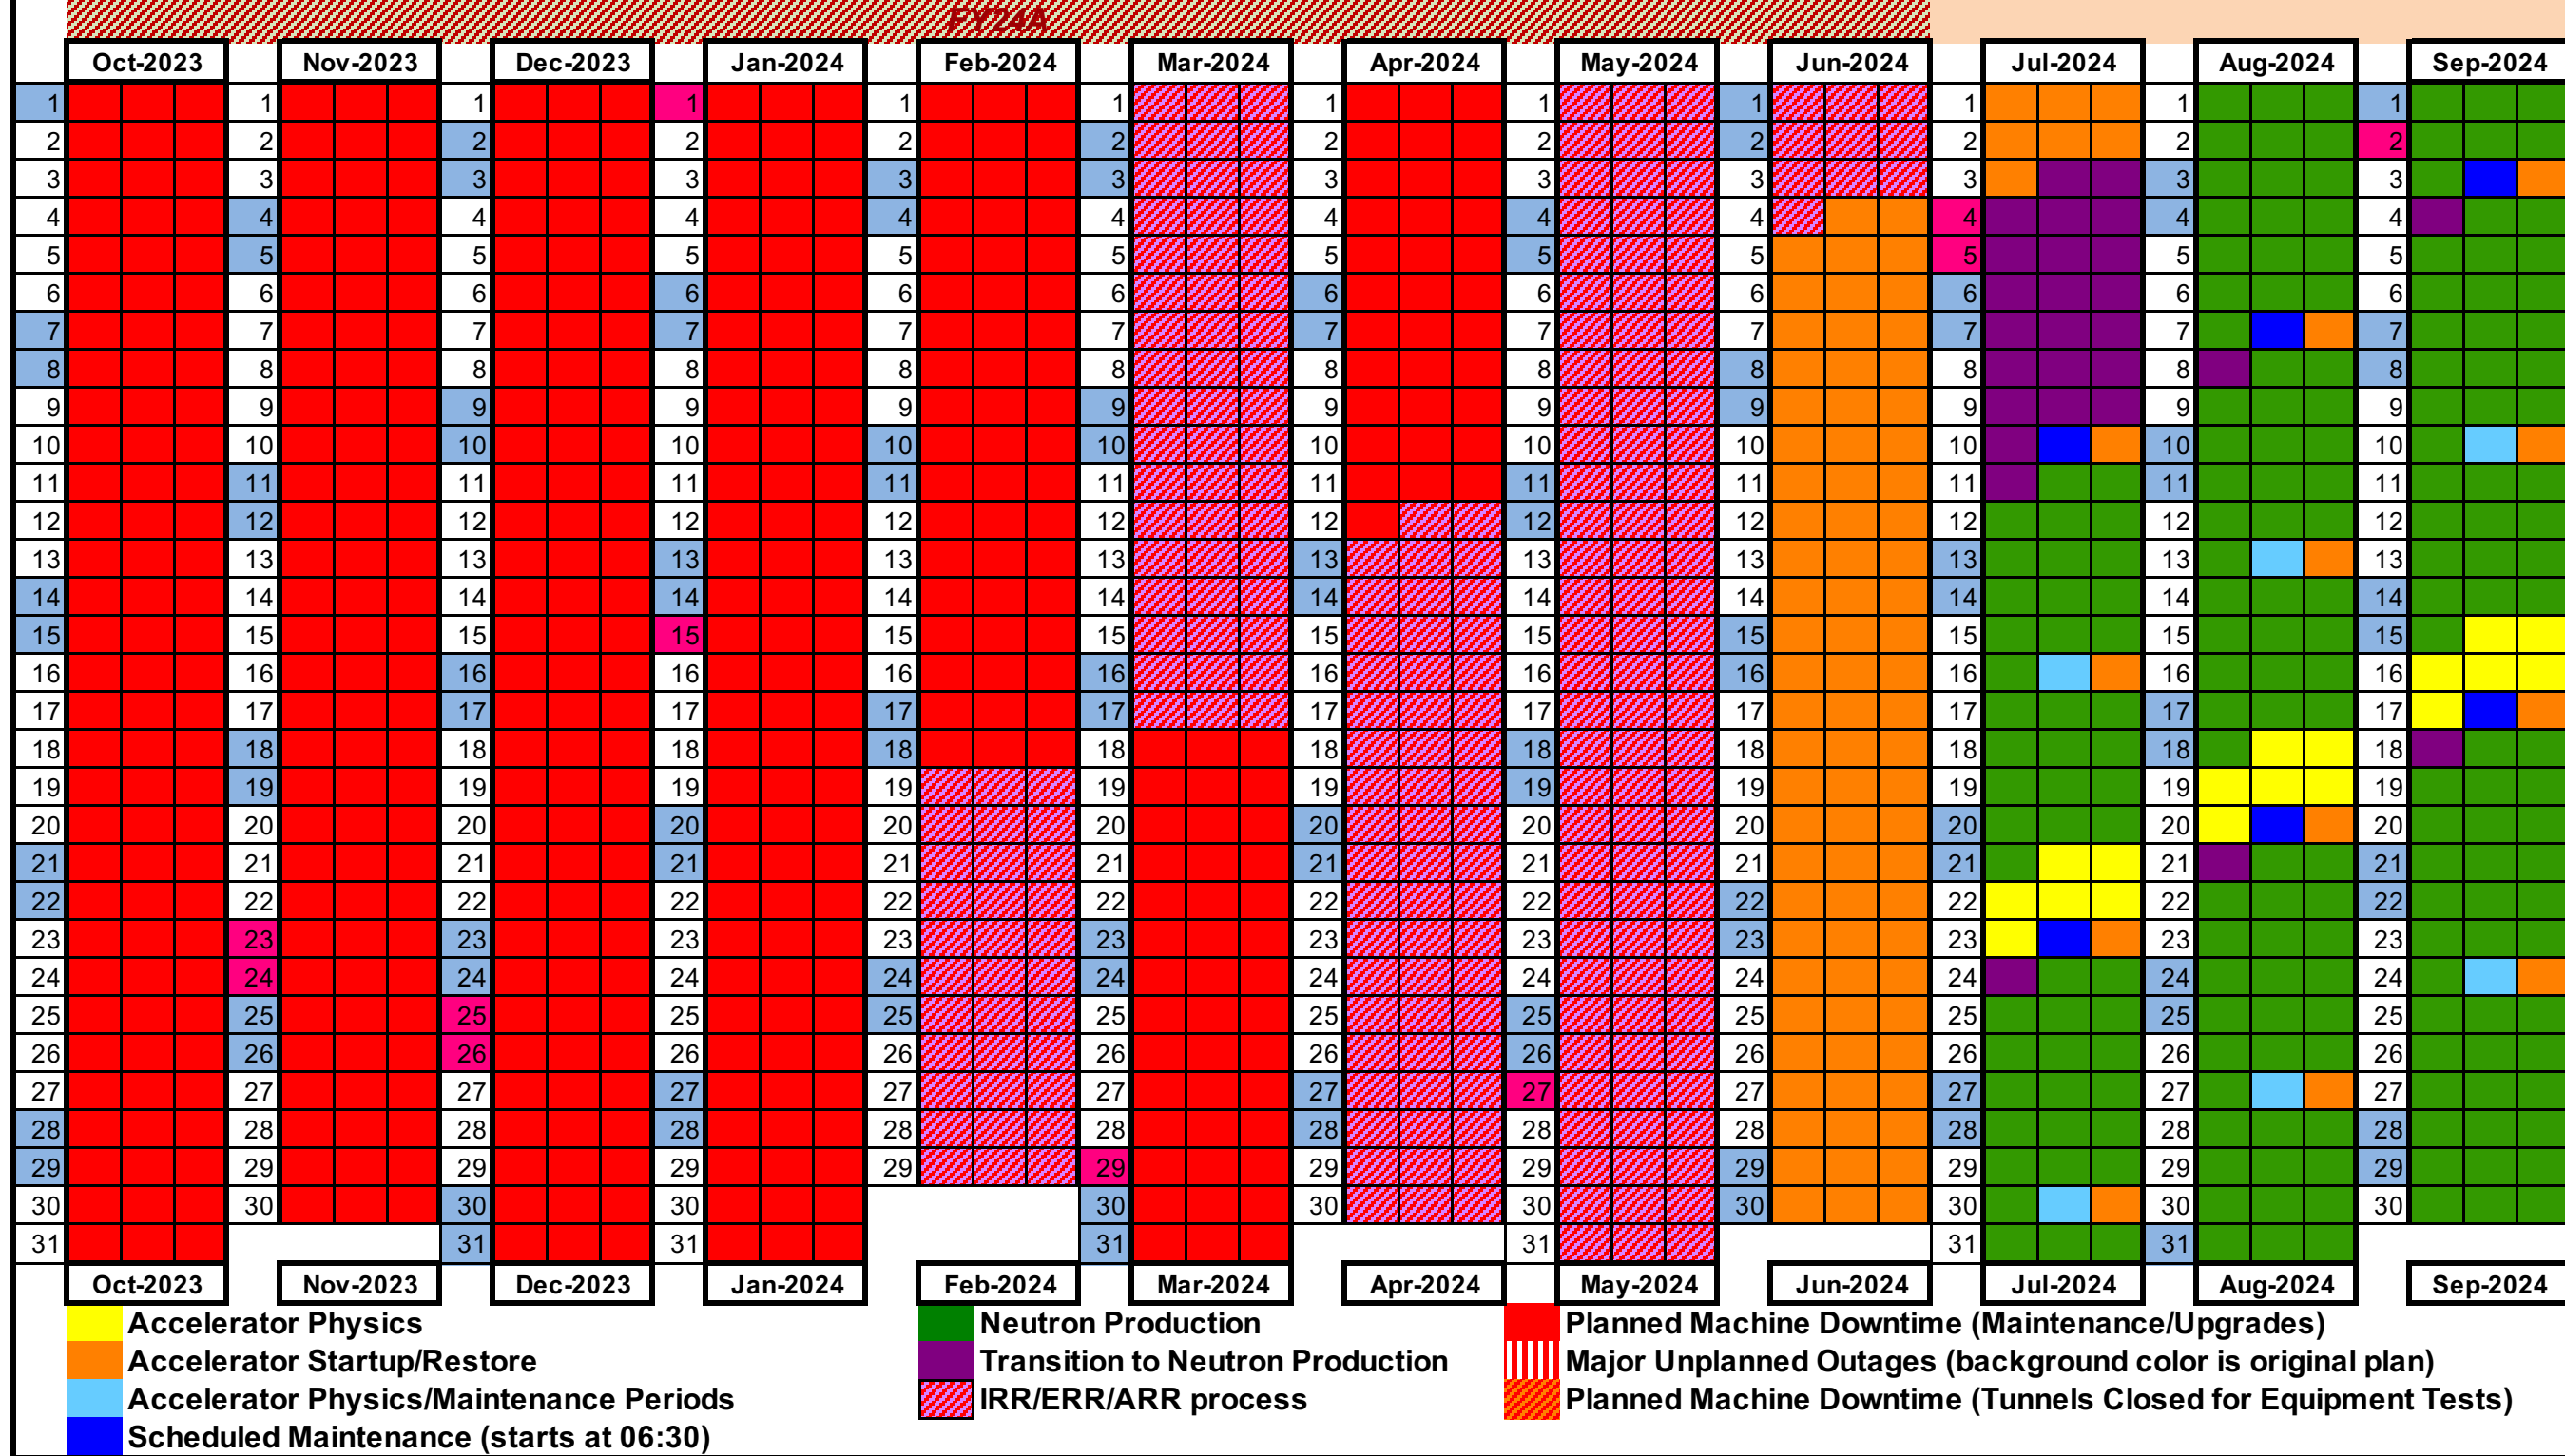 FY24A
Oct-2023 Nov-2023 Dec-2023 Jan-2024 Feb-2024 Mar-2024 Apr-2024 May-2024 Jun-2024 Jul-2024 Aug-2024 Sep-2024
1 1 1 1 1 1 1 1 1 1 1 1
2 2 2 2 2 2 2 2 2 2 2 2
3 3 3 3 3 3 3 3 3 3 3 3
4 4 4 4 4 4 4 4 4 4 4 4
5 5 5 5 5 5 5 5 5 5 5 5
6 6 6 6 6 6 6 6 6 6 6 6
7 7 7 7 7 7 7 7 7 7 7 7
8 8 8 8 8 8 8 8 8 8 8 8
9 9 9 9 9 9 9 9 9 9 9 9
10 10 10 10 10 10 10 10 10 10 10 10
11 11 11 11 11 11 11 11 11 11 11 11
12 12 12 12 12 12 12 12 12 12 12 12
13 13 13 13 13 13 13 13 13 13 13 13
14 14 14 14 14 14 14 14 14 14 14 14
15 15 15 15 15 15 15 15 15 15 15 15
16 16 16 16 16 16 16 16 16 16 16 16
17 17 17 17 17 17 17 17 17 17 17 17
18 18 18 18 18 18 18 18 18 18 18 18
19 19 19 19 19 19 19 19 19 19 19 19
20 20 20 20 20 20 20 20 20 20 20 20
21 21 21 21 21 21 21 21 21 21 21 21
22 22 22 22 22 22 22 22 22 22 22 22
23 23 23 23 23 23 23 23 23 23 23 23
24 24 24 24 24 24 24 24 24 24 24 24
25 25 25 25 25 25 25 25 25 25 25 25
26 26 26 26 26 26 26 26 26 26 26 26
27 27 27 27 27 27 27 27 27 27 27 27
28 28 28 28 28 28 28 28 28 28 28 28
29 29 29 29 29 29 29 29 29 29 29 29
30 30 30 30 30 30 30 30 30 30 30
31 31 31 31 31 31 31
Oct-2023 Nov-2023 Dec-2023 Jan-2024 Feb-2024 Mar-2024 Apr-2024 May-2024 Jun-2024 Jul-2024 Aug-2024 Sep-2024
Accelerator Physics Neutron Production Planned Machine Downtime (Maintenance/Upgrades)
Accelerator Startup/Restore Transition to Neutron Production Major Unplanned Outages (background color is original plan)
Accelerator Physics/Maintenance Periods IRR/ERR/ARR process Planned Machine Downtime (Tunnels Closed for Equipment Tests)
Scheduled Maintenance (starts at 06:30)